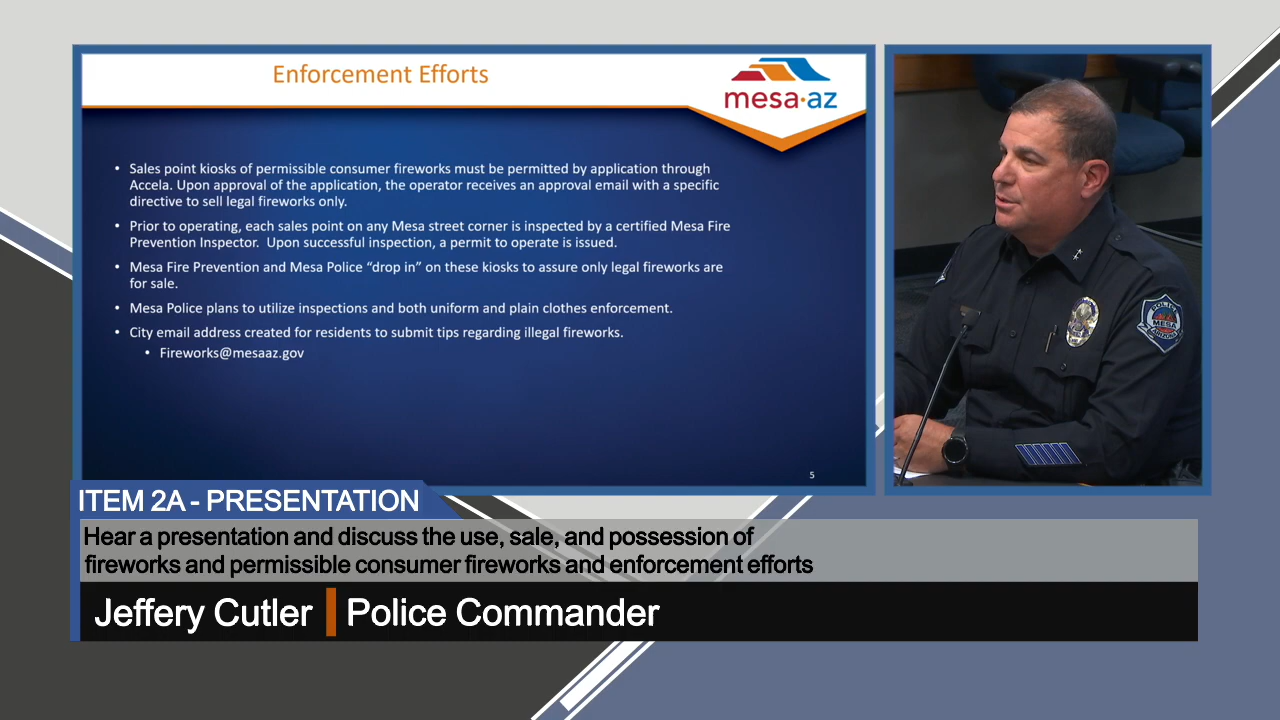 Enforcement Efforts
mesa·az
• Sales point kiosks of permissible consumer fireworks must be permitted by application through
Accela. Upon approval of the application, the operator receives an approval email with a specific
directive to sell legal fireworks only.
• Prior to operating, each sales point on any Mesa street corner is inspected by a certified Mesa Fire
Prevention Inspector. Upon successful inspection, a permit to operate is issued.
• Mesa Fire Prevention and Mesa Police “drop in” on these kiosks to assure only legal fireworks are
for sale.
• Mesa Police plans to utilize inspections and both uniform and plain clothes enforcement.
• City email address created for residents to submit tips regarding illegal fireworks.
• Fireworks@mesaaz.gov
5
POLICE
MESA
ITEM 2A - PRESENTATION
Hear a presentation and discuss the use, sale, and possession of
fireworks and permissible consumer fireworks and enforcement efforts
Jeffery Cutler | Police Commander